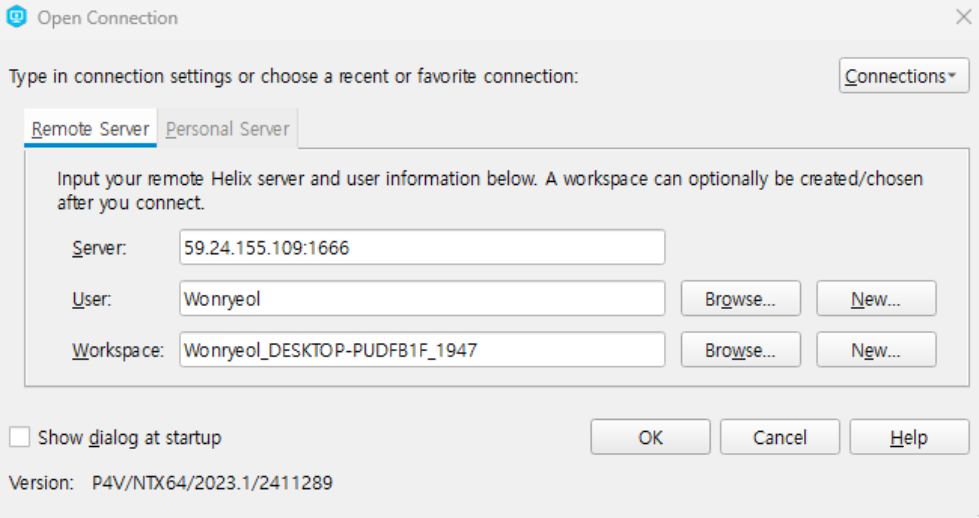 Open Connection
Type in connection settings or choose a recent or favorite connection:
Connections
Remote Server
Personal Server
Input your remote Helix server and user information below. A workspace can optionally be created/chosen
after you connect.
Server: 59.24.155.109:1666
User: Wonryeol Browse... New...
Workspace: Wonryeol_DESKTOP-PUDFB1F_1947 Browse... New...
Show dialog at startup
OK Cancel Help
Version: P4V/NTX64/2023.1/2411289